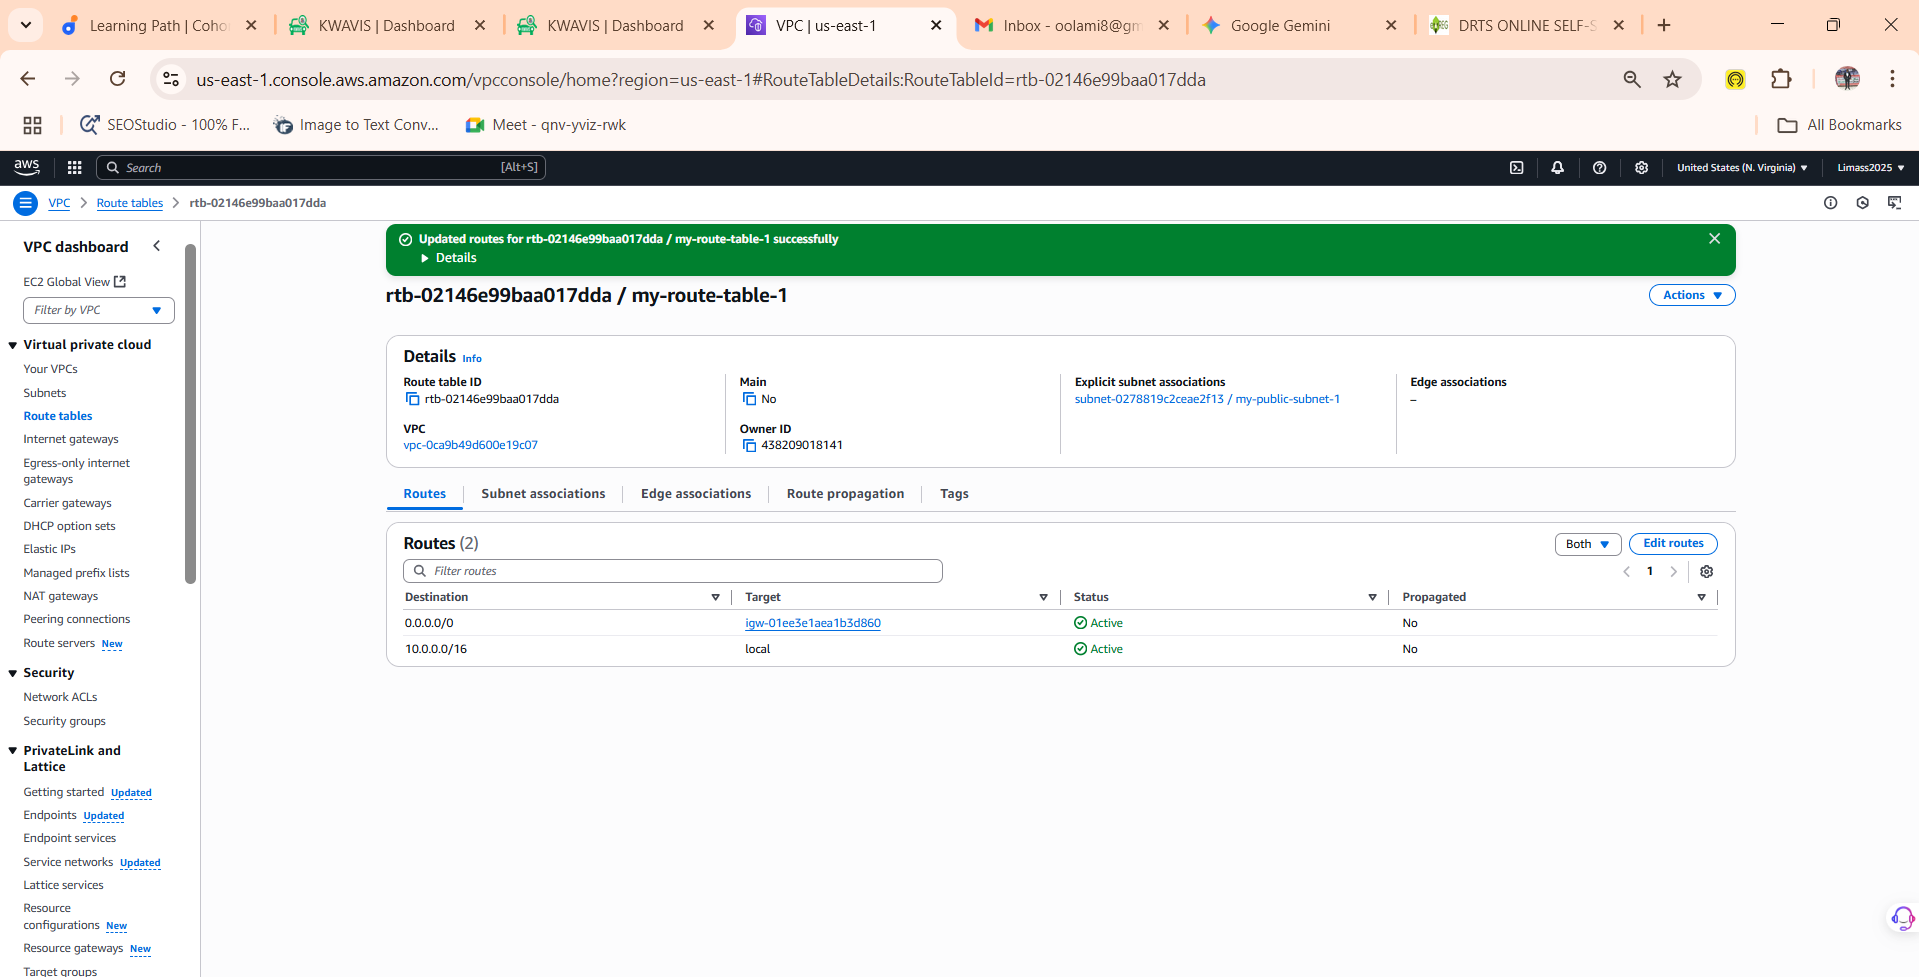 Learning Path | Coho
KWAVIS | Dashboard
KWAVIS | Dashboard
VPC | us-east-1
Inbox - oolami8@gm
Google Gemini
DRTS ONLINE SELF-S
us-east-1.console.aws.amazon.com/vpcconsole/home?region=us-east-1#RouteTableDetails:RouteTableId=rtb-02146e99baa017dda
SEOStudio - 100% F...
Image to Text Conv...
Meet - qnv-yviz-rwk
All Bookmarks
aws
Search
[Alt+S]
United States (N. Virginia)
Limass2025
VPC
Route tables
rtb-02146e99baa017dda
VPC dashboard
EC2 Global View
Filter by VPC
Virtual private cloud
Your VPCs
Subnets
Route tables
Internet gateways
Egress-only internet
gateways
Carrier gateways
DHCP option sets
Elastic IPs
Managed prefix lists
NAT gateways
Peering connections
Route servers New
Security
Network ACLs
Security groups
PrivateLink and
Lattice
Getting started Updated
Endpoints Updated
Endpoint services
Service networks Updated
Lattice services
Resource
configurations New
Resource gateways New
Target groups
Updated routes for rtb-02146e99baa017dda / my-route-table-1 successfully
Details
rtb-02146e99baa017dda / my-route-table-1
Actions
Details Info
Route table ID
rtb-02146e99baa017dda
Main
No
Explicit subnet associations
subnet-0278819c2ceae2f13 / my-public-subnet-1
Edge associations
–
VPC
vpc-0ca9b49d600e19c07
Owner ID
438209018141
Routes
Subnet associations
Edge associations
Route propagation
Tags
Routes (2)
Both
Edit routes
Filter routes
1
Destination Target Status Propagated
0.0.0.0/0 igw-01ee3e1aea1b3d860 Active No
10.0.0.0/16 local Active No